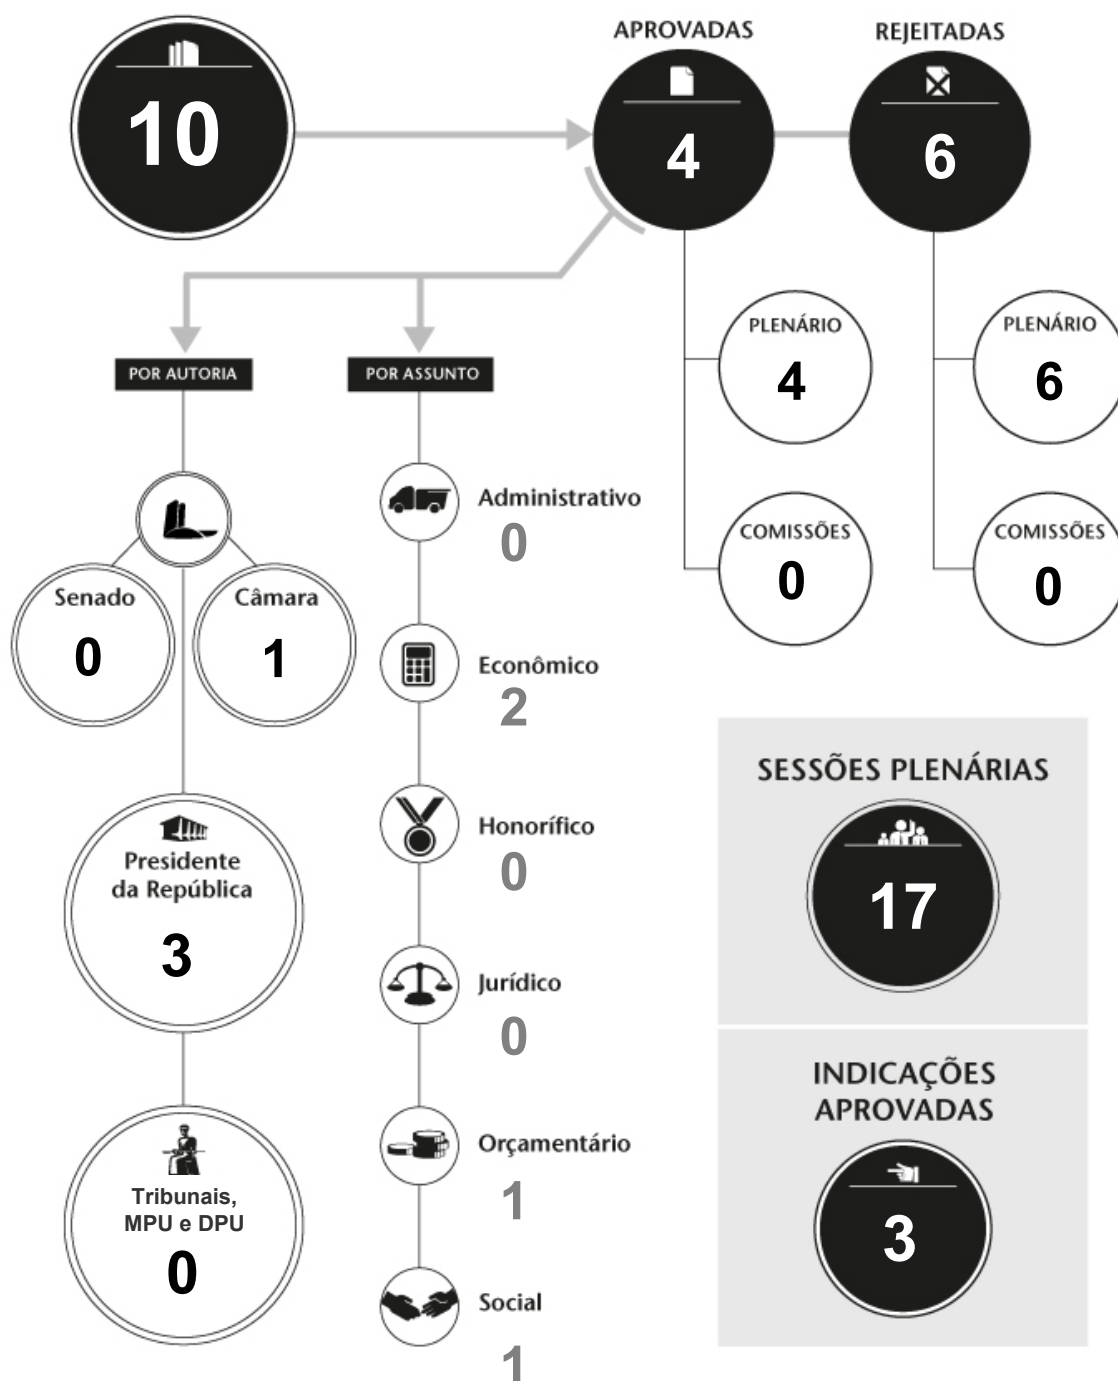 APROVADAS
REJEITADAS
10
4
6
PLENÁRIO
4
PLENÁRIO
6
POR AUTORIA
POR ASSUNTO
COMISSÕES
0
COMISSÕES
0
Senado
0
Câmara
1
Presidente
da República
3
Tribunais,
MPU e DPU
0
Administrativo
0
Econômico
2
Honorífico
0
Jurídico
0
Orçamentário
1
Social
1
SESSÕES PLENÁRIAS
17
INDICAÇÕES
APROVADAS
3